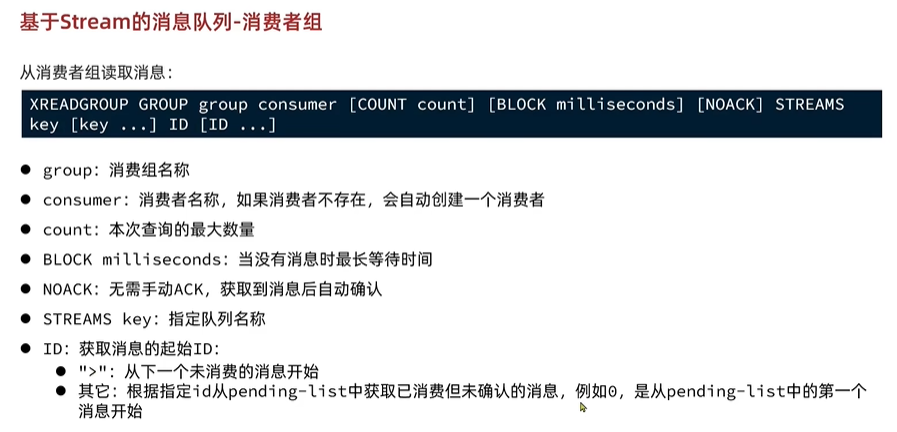 基于Stream的消息队列-消费者组
从消费者组读取消息：
XREADGROUP GROUP group consumer [COUNT count] [BLOCK milliseconds] [NOACK] STREAMS
key [key ...] ID [ID ...]
● group：消费组名称
● consumer：消费者名称，如果消费者不存在，会自动创建一个消费者
● count：本次查询的最大数量
● BLOCK milliseconds：当没有消息时最长等待时间
● NOACK：无需手动ACK，获取到消息后自动确认
● STREAMS key：指定队列名称
● ID：获取消息的起始ID：
● ">"：从下一个未消费的消息开始
● 其它：根据指定id从pending-list中获取已消费但未确认的消息，例如0，是从pending-list中的第一个
消息开始